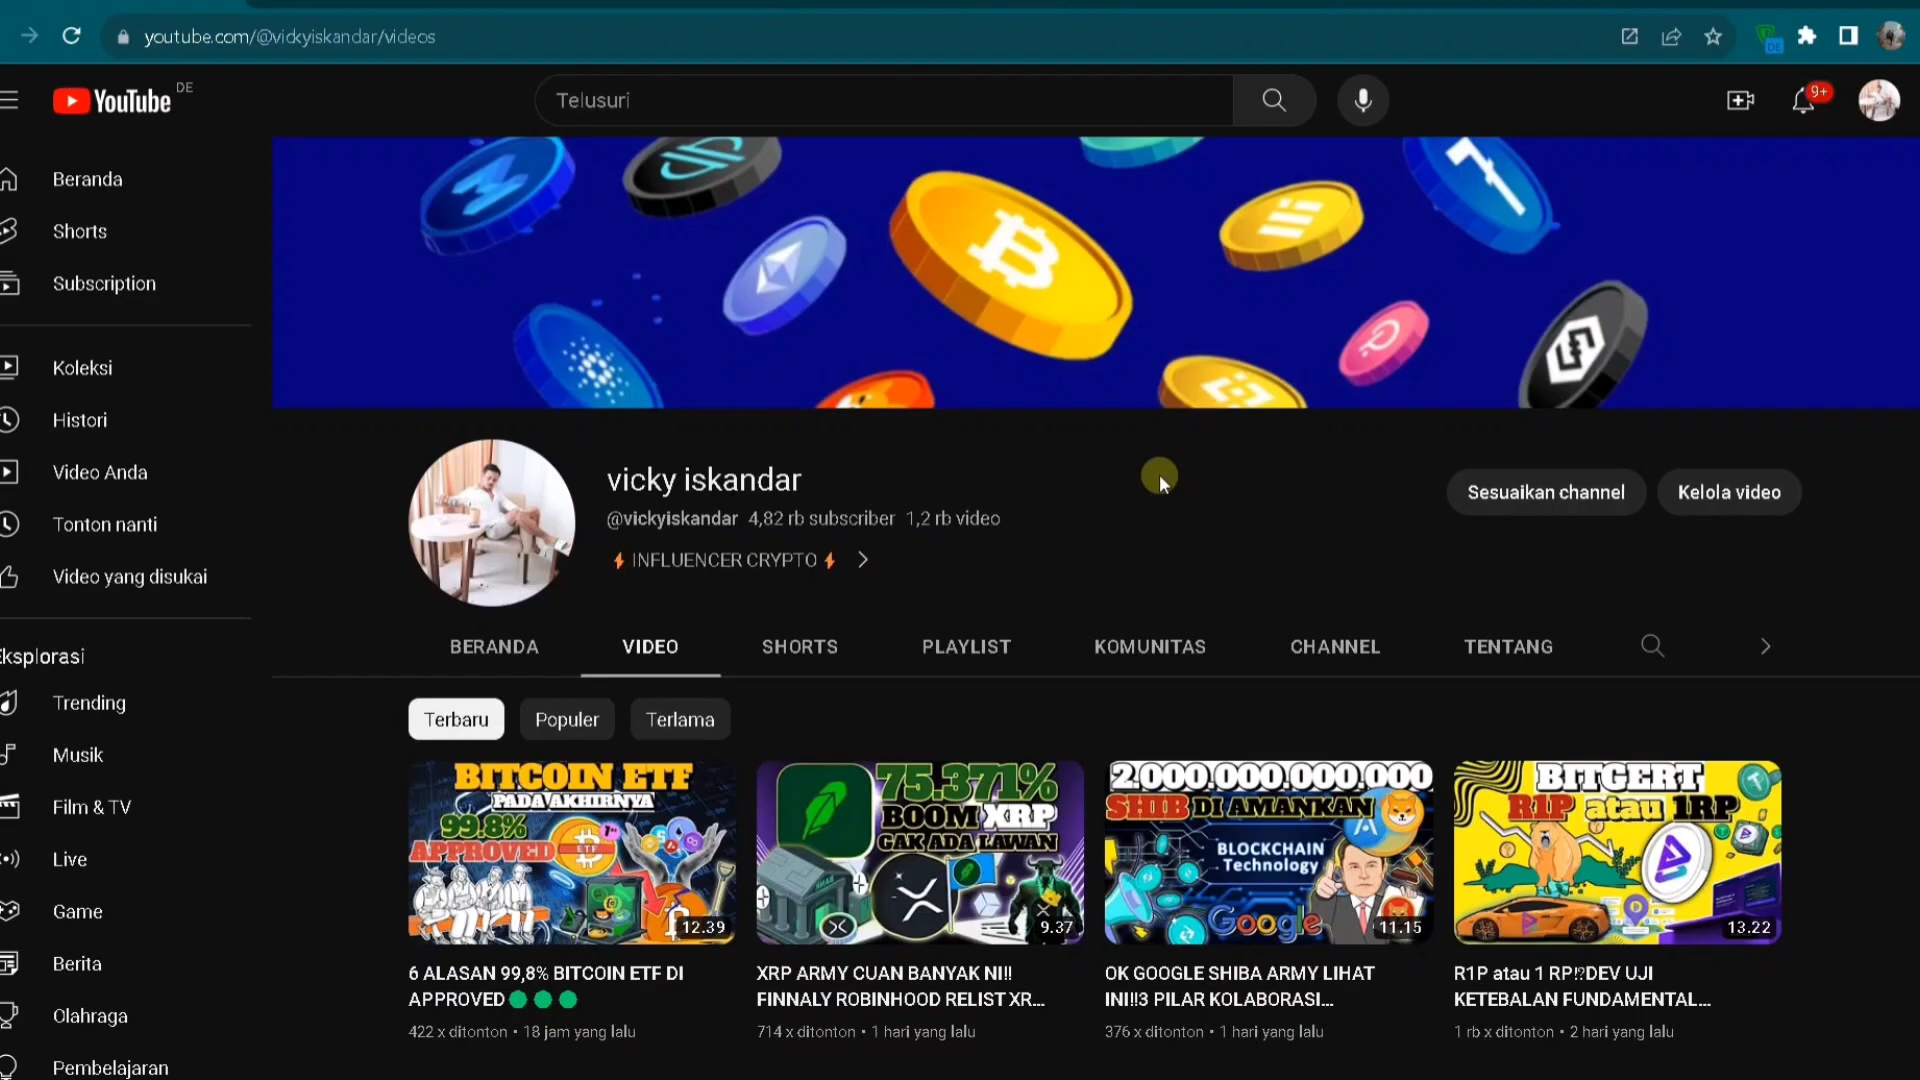 youtube.com/@vickyiskandar/videos
DE
YouTube DE
Telusuri
9+
Beranda
Shorts
Subscription
Koleksi
Histori
Video Anda
Tonton nanti
Video yang disukai
Eksplorasi
Trending
Musik
Film & TV
Live
Game
Berita
Olahraga
Pembelajaran
vicky iskandar
@vickyiskandar 4,82 rb subscriber 1,2 rb video
INFLUENCER CRYPTO
Sesuaikan channel
Kelola video
BERANDA
VIDEO
SHORTS
PLAYLIST
KOMUNITAS
CHANNEL
TENTANG
Terbaru
Populer
Terlama
BITCOIN ETF
PADA AKHIRNYA
99.8%
APPROVED
ETF
12.39
6 ALASAN 99,8% BITCOIN ETF DI
APPROVED
422 x ditonton • 18 jam yang lalu
75.371%
BOOM XRP
GAK ADA LAWAN
9.37
XRP ARMY CUAN BANYAK NI!!
FINNALY ROBINHOOD RELIST XR...
714 x ditonton • 1 hari yang lalu
2.000.000.000.000
SHIB DI AMANKAN
BLOCKCHAIN
Technology
Google
11.15
OK GOOGLE SHIBA ARMY LIHAT
INI!!3 PILAR KOLABORASI...
376 x ditonton • 1 hari yang lalu
BITGERT
R1P atau 1RP
13.22
R1P atau 1 RP!?DEV UJI
KETEBALAN FUNDAMENTAL...
1 rb x ditonton • 2 hari yang lalu